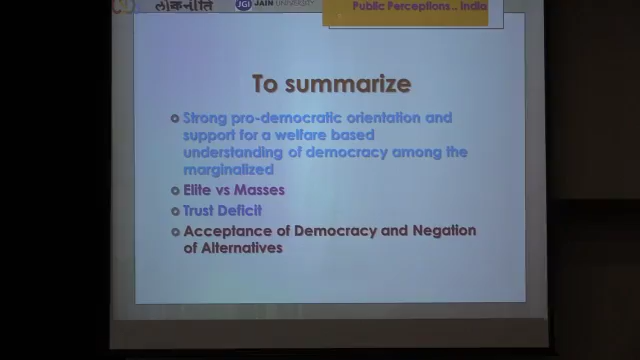 लोकनीति
JGI JAIN UNIVERSITY
Public Perceptions.. India
To summarize
Strong pro-democratic orientation and
support for a welfare based
understanding of democracy among the
marginalized
Elite vs Masses
Trust Deficit
Acceptance of Democracy and Negation
of Alternatives